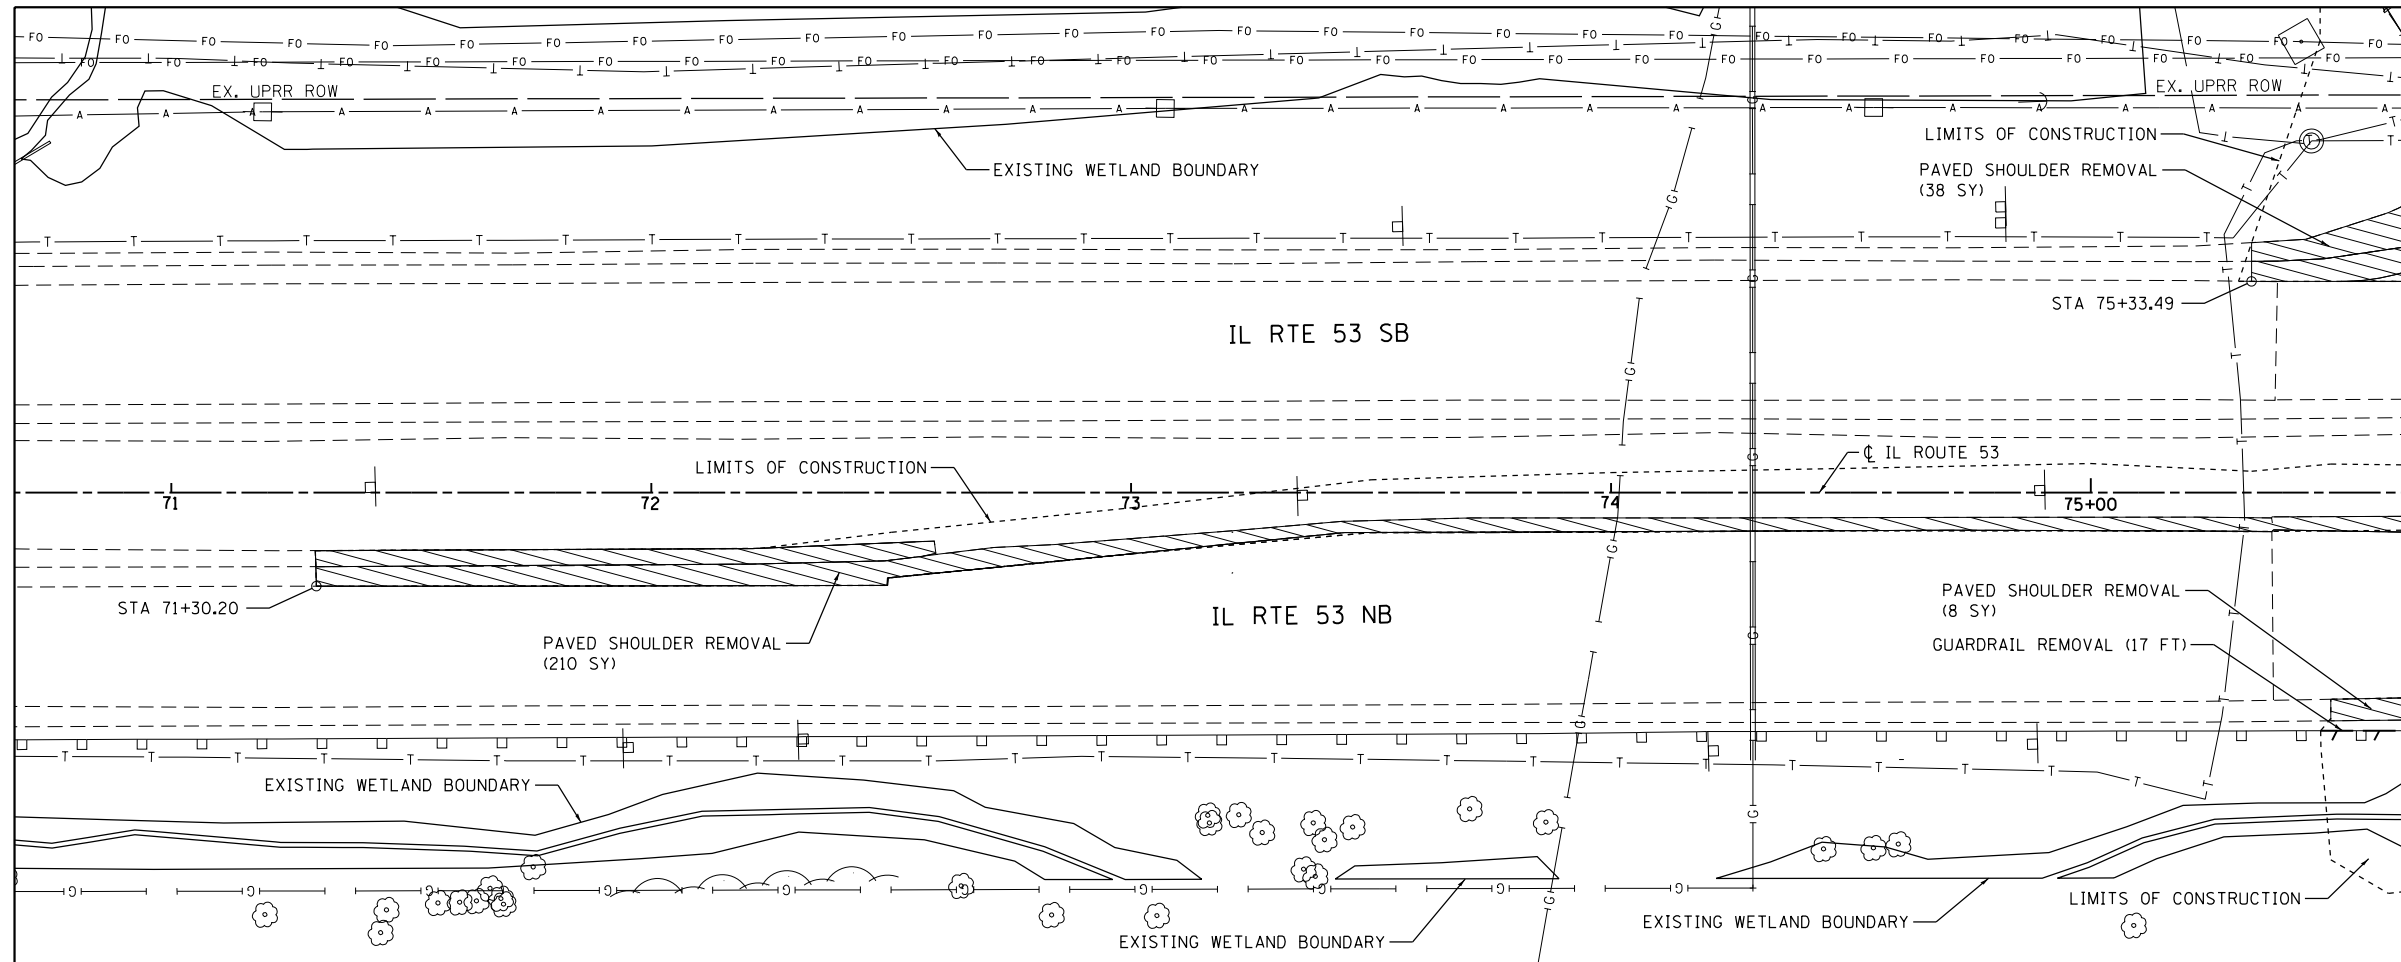 EX. UPRR ROW
EX. UPRR ROW
LIMITS OF CONSTRUCTION
EXISTING WETLAND BOUNDARY
PAVED SHOULDER REMOVAL
(38 SY)
STA 75+33.49
IL RTE 53 SB
LIMITS OF CONSTRUCTION
℄ IL ROUTE 53
71
72
73
74
75+00
STA 71+30.20
PAVED SHOULDER REMOVAL
(210 SY)
IL RTE 53 NB
PAVED SHOULDER REMOVAL
(8 SY)
GUARDRAIL REMOVAL (17 FT)
EXISTING WETLAND BOUNDARY
LIMITS OF CONSTRUCTION
EXISTING WETLAND BOUNDARY
EXISTING WETLAND BOUNDARY